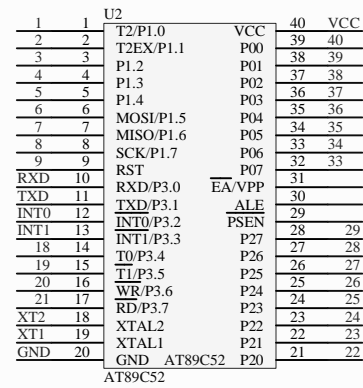 U2
1 1 T2/P1.0 VCC 40 VCC
2 2 T2EX/P1.1 P00 39 40
3 3 P1.2 P01 38 39
4 4 P1.3 P02 37 38
5 5 P1.4 P03 36 37
6 6 MOSI/P1.5 P04 35 36
7 7 MISO/P1.6 P05 34 35
8 8 SCK/P1.7 P06 33 34
9 9 RST P07 32 33
RXD 10 RXD/P3.0 EA/VPP 31
TXD 11 TXD/P3.1 ALE 30
INT0 12 INT0/P3.2 PSEN 29
INT1 13 INT1/P3.3 P27 28 29
18 14 T0/P3.4 P26 27 28
19 15 T1/P3.5 P25 26 27
20 16 WR/P3.6 P24 25 26
21 17 RD/P3.7 P23 24 25
XT2 18 XTAL2 P22 23 24
XT1 19 XTAL1 P21 22 23
GND 20 GND AT89C52 P20 21 22
AT89C52